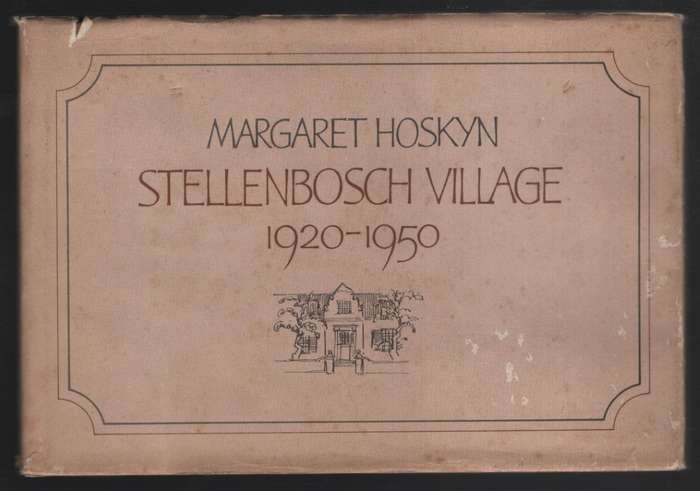 MARGARET HOSKYN
STELLENBOSCH VILLAGE
1920-1950